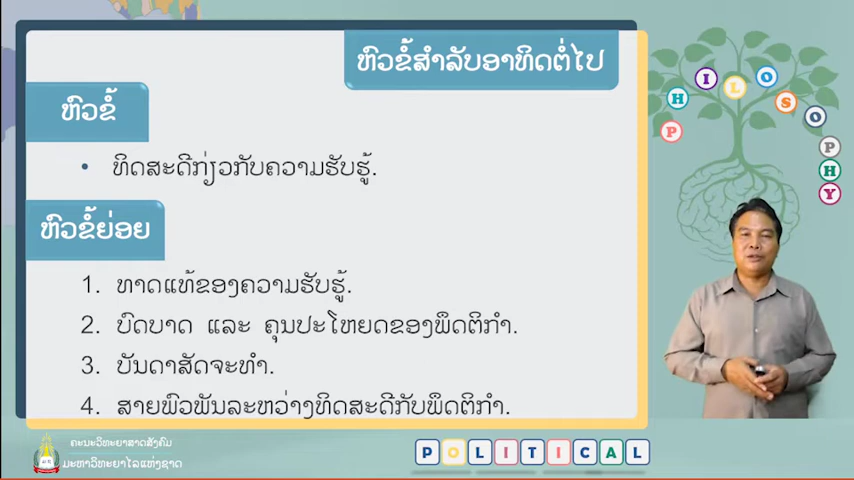 ຫົວຂໍ້ສຳລັບອາທິດຕໍ່ໄປ
ຫົວຂໍ້
• ທິດສະດີກ່ຽວກັບຄວາມຮັບຮູ້.
ຫົວຂໍ້ຍ່ອຍ
1. ທາດແທ້ຂອງຄວາມຮັບຮູ້.
2. ບົດບາດ ແລະ ຄຸນປະໂຫຍດຂອງພຶດຕິກຳ.
3. ບັນດາສັດຈະທຳ.
4. ສາຍພົວພັນລະຫວ່າງທິດສະດີກັບພຶດຕິກຳ.
PHILOSOPHY
ຄະນະວິທະຍາສາດສັງຄົມ
ມະຫາວິທະຍາໄລແຫ່ງຊາດ
POLITICAL